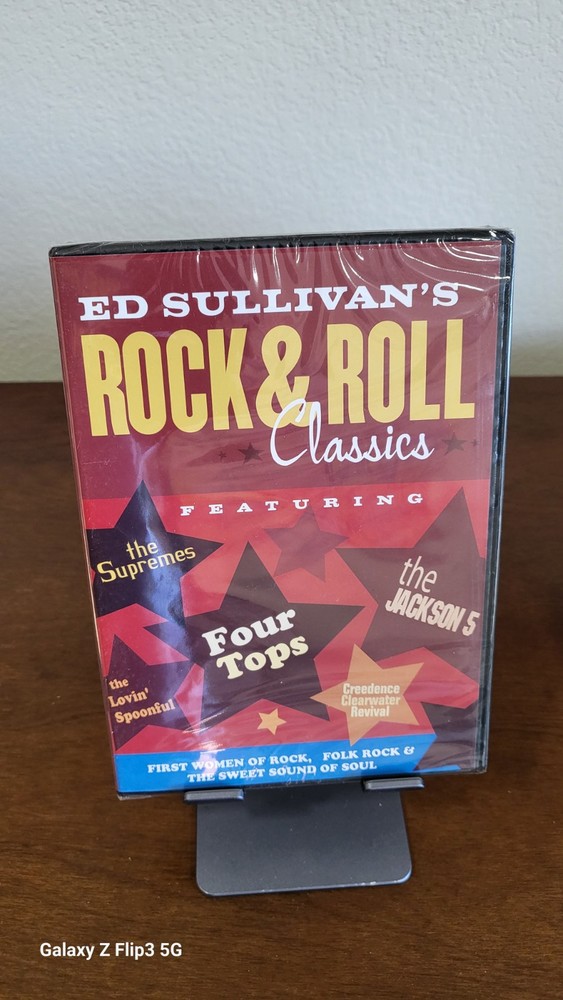 ED SULLIVAN'S
ROCK & ROLL
Classics
FEATURING
the
Supremes
the
JACKSON 5
Four
Tops
the
Lovin'
Spoonful
Creedence
Clearwater
Revival
FIRST WOMEN OF ROCK, FOLK ROCK &
THE SWEET SOUND OF SOUL
Galaxy Z Flip3 5G